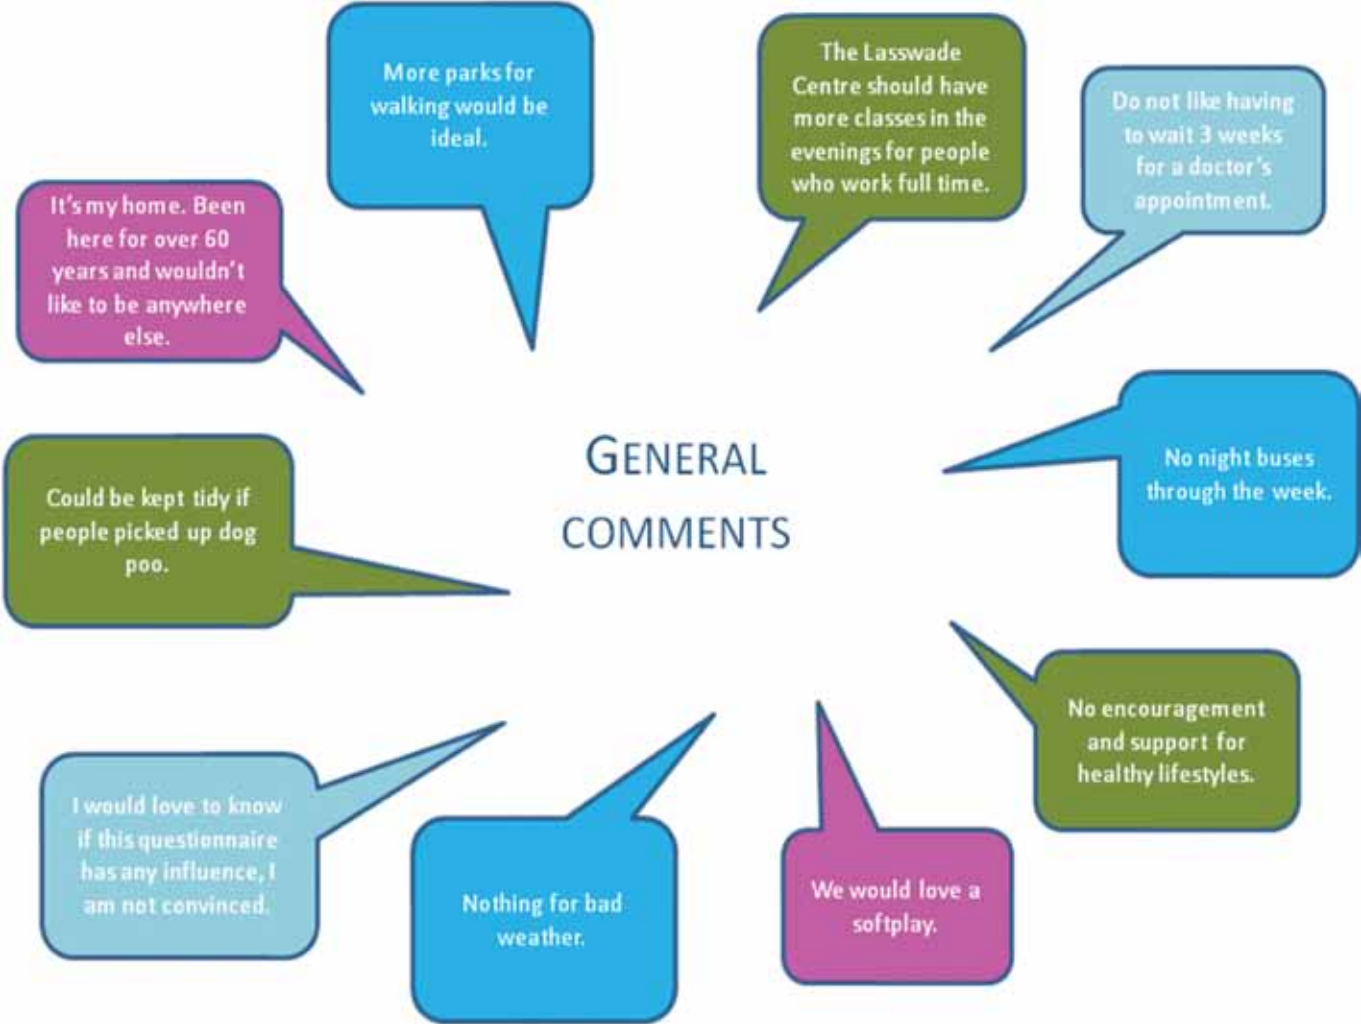 More parks for
walking would be
ideal.
The Lasswade
Centre should have
more classes in the
evenings for people
who work full time.
Do not like having
to wait 3 weeks
for a doctor's
appointment.
It's my home. Been
here for over 60
years and wouldn't
like to be anywhere
else.
GENERAL
COMMENTS
No night buses
through the week.
Could be kept tidy if
people picked up dog
poo.
No encouragement
and support for
healthy lifestyles.
I would love to know
if this questionnaire
has any influence, I
am not convinced.
Nothing for bad
weather.
We would love a
softplay.